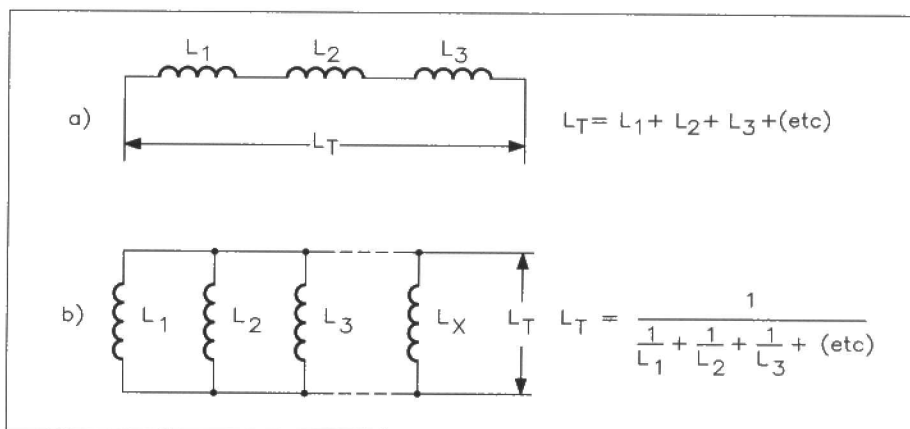 L1 L2 L3
a)
LT
LT = L1 + L2 + L3 +(etc)
b) L1 L2 L3 LX LT
LT = 1
1/L1 + 1/L2 + 1/L3 + (etc)